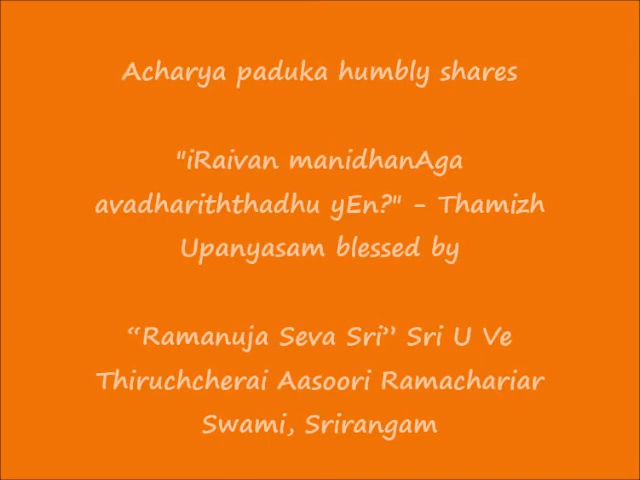 Acharya paduka humbly shares
"iRaivan manidhanAga
avadhariththadhu yEn?" - Thamizh
Upanyasam blessed by
“Ramanuja Seva Sri” Sri U Ve
Thiruchcherai Aasoori Ramachariar
Swami, Srirangam